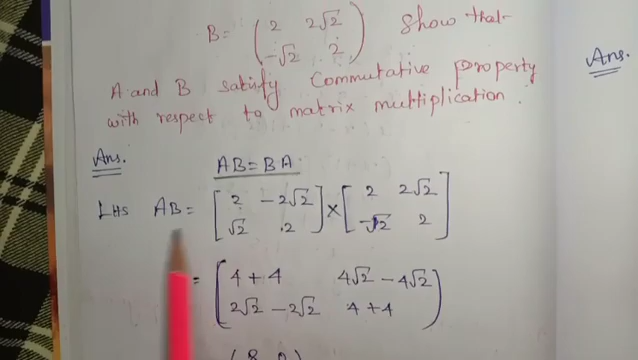 B= (2 2√2
-√2 2) Show that
A and B satisfy Commutative Property
with respect to matrix multiplication.
Ans.
Ans.
AB=BA
LHS AB= [2 -2√2
√2 2] × [2 2√2
-√2 2]
= (4+4 4√2-4√2
2√2-2√2 4+4)
(8 0)